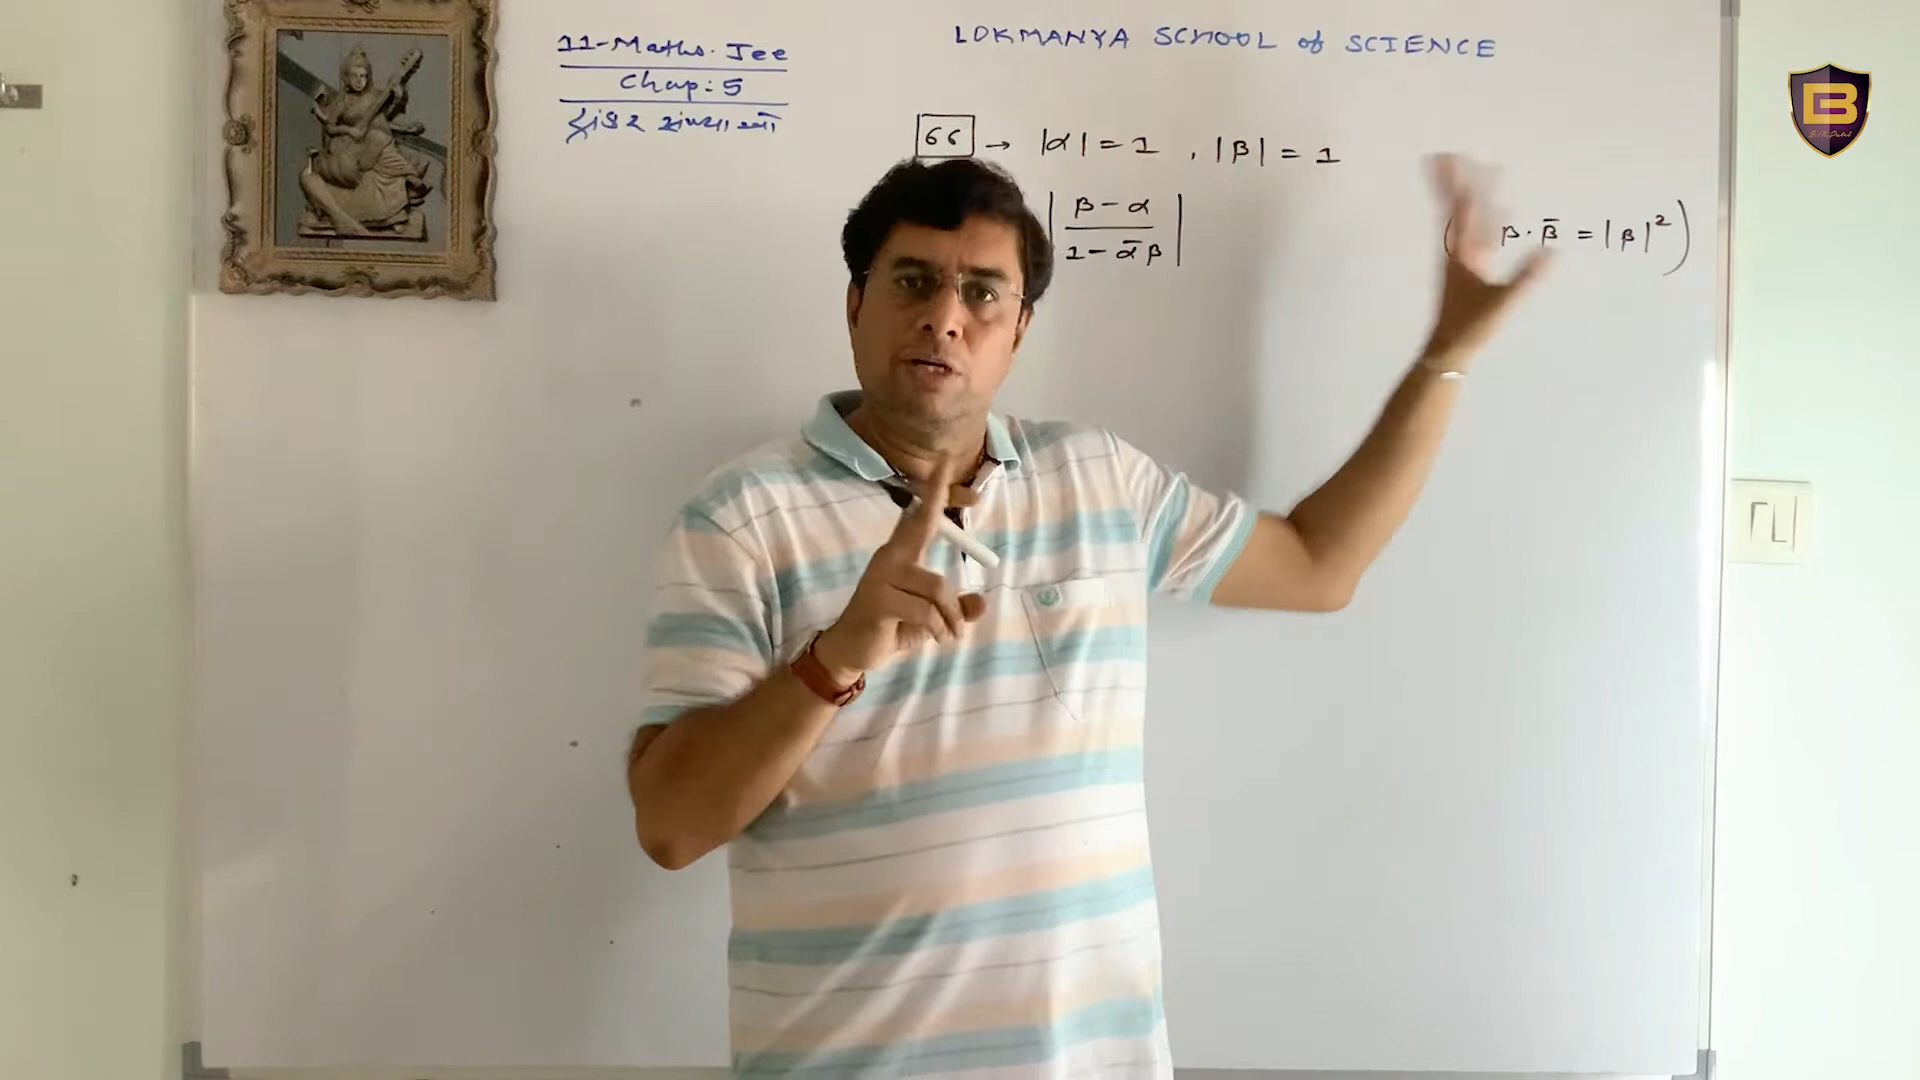 11-Maths. Jee
Chap: 5
LOKMANYA SCHOOL of SCIENCE
66 → |α| = 1 , |β| = 1
|β - α / 1 - ᾱβ|
β · β̄ = |β|²)
B